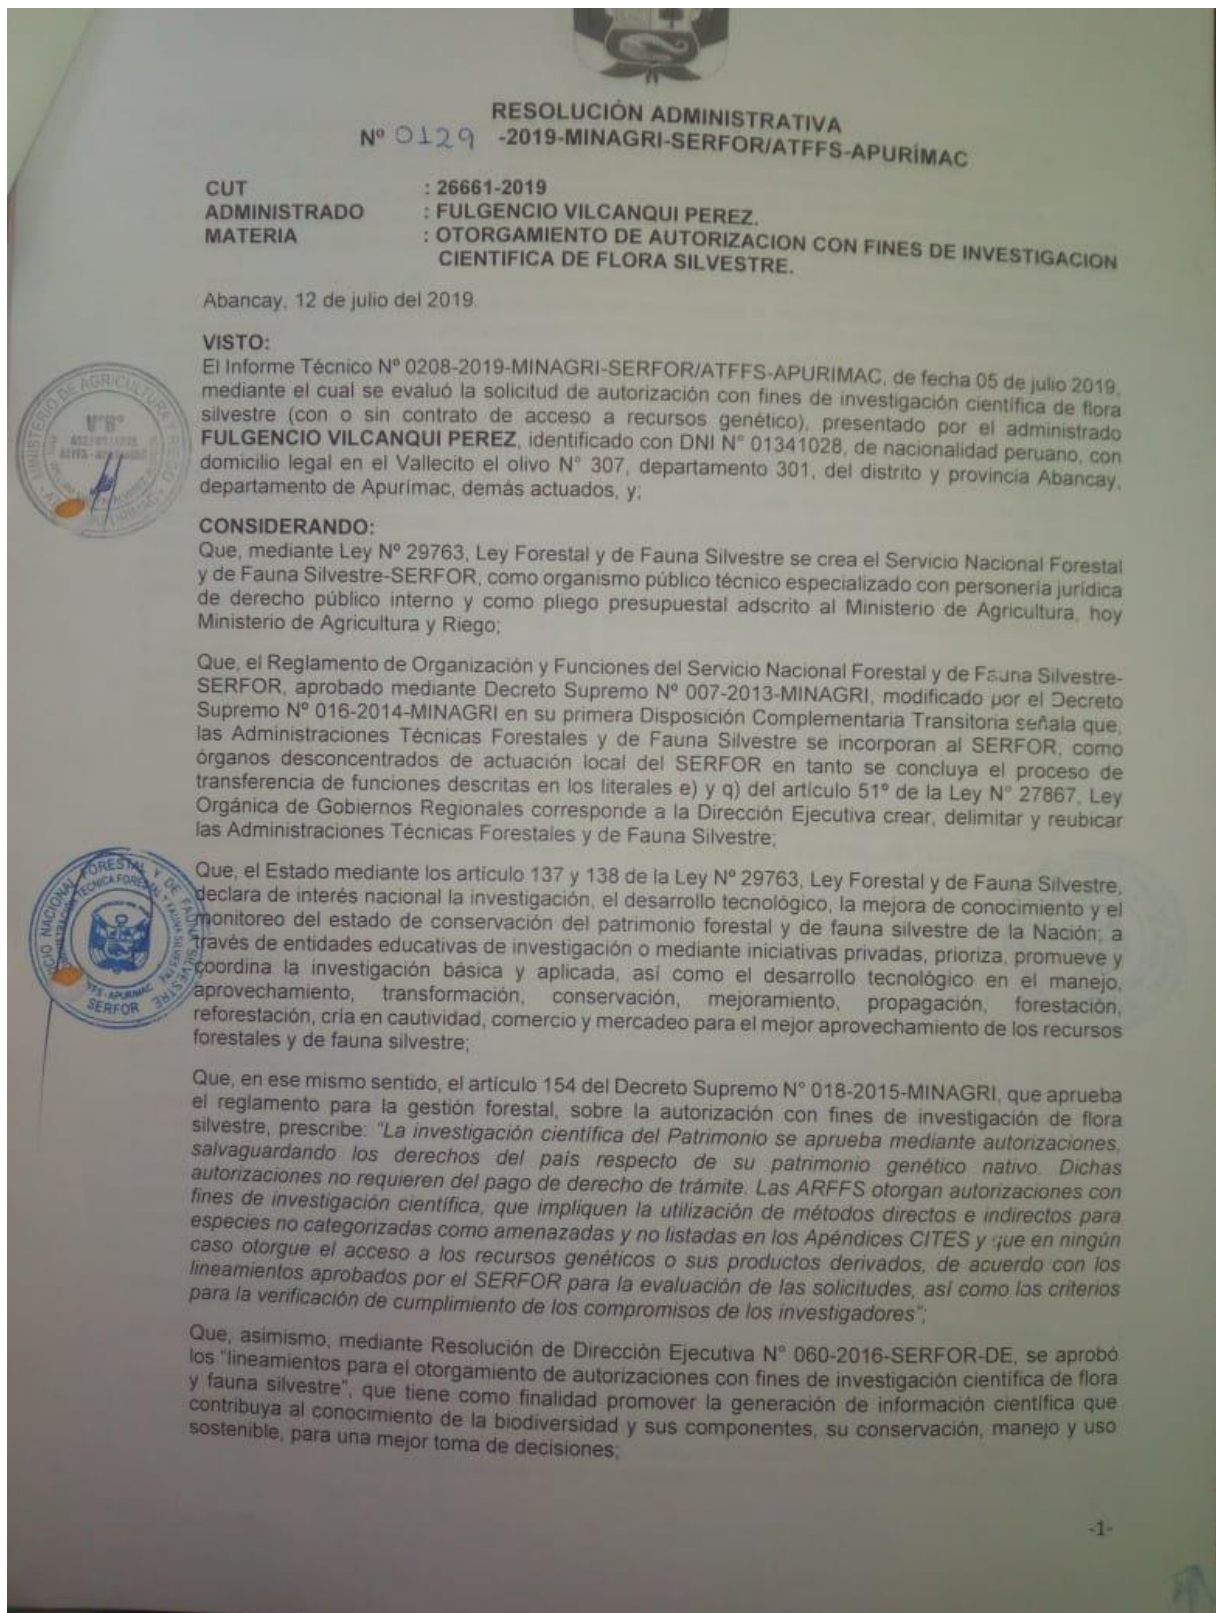 RESOLUCIÓN ADMINISTRATIVA
Nº 0129 -2019-MINAGRI-SERFOR/ATFFS-APURÍMAC
CUT : 26661-2019
ADMINISTRADO : FULGENCIO VILCANQUI PEREZ.
MATERIA : OTORGAMIENTO DE AUTORIZACION CON FINES DE INVESTIGACION
CIENTIFICA DE FLORA SILVESTRE.
Abancay, 12 de julio del 2019.
VISTO:
El Informe Técnico Nº 0208-2019-MINAGRI-SERFOR/ATFFS-APURIMAC, de fecha 05 de julio 2019,
mediante el cual se evaluó la solicitud de autorización con fines de investigación científica de flora
silvestre (con o sin contrato de acceso a recursos genético), presentado por el administrado
FULGENCIO VILCANQUI PEREZ, identificado con DNI N° 01341028, de nacionalidad peruano, con
domicilio legal en el Vallecito el olivo N° 307, departamento 301, del distrito y provincia Abancay,
departamento de Apurímac, demás actuados, y;
MINISTERIO DE AGRICULTURA Y RIEGO
VºBº
CONSIDERANDO:
Que, mediante Ley Nº 29763, Ley Forestal y de Fauna Silvestre se crea el Servicio Nacional Forestal
y de Fauna Silvestre-SERFOR, como organismo público técnico especializado con personería jurídica
de derecho público interno y como pliego presupuestal adscrito al Ministerio de Agricultura, hoy
Ministerio de Agricultura y Riego;
Que, el Reglamento de Organización y Funciones del Servicio Nacional Forestal y de Fauna Silvestre-
SERFOR, aprobado mediante Decreto Supremo Nº 007-2013-MINAGRI, modificado por el Decreto
Supremo Nº 016-2014-MINAGRI en su primera Disposición Complementaria Transitoria señala que,
las Administraciones Técnicas Forestales y de Fauna Silvestre se incorporan al SERFOR, como
órganos desconcentrados de actuación local del SERFOR en tanto se concluya el proceso de
transferencia de funciones descritas en los literales e) y q) del artículo 51º de la Ley N° 27867, Ley
Orgánica de Gobiernos Regionales corresponde a la Dirección Ejecutiva crear, delimitar y reubicar
las Administraciones Técnicas Forestales y de Fauna Silvestre;
Que, el Estado mediante los artículo 137 y 138 de la Ley Nº 29763, Ley Forestal y de Fauna Silvestre,
declara de interés nacional la investigación, el desarrollo tecnológico, la mejora de conocimiento y el
monitoreo del estado de conservación del patrimonio forestal y de fauna silvestre de la Nación; a
través de entidades educativas de investigación o mediante iniciativas privadas, prioriza, promueve y
coordina la investigación básica y aplicada, así como el desarrollo tecnológico en el manejo,
aprovechamiento, transformación, conservación, mejoramiento, propagación, forestación,
reforestación, cría en cautividad, comercio y mercadeo para el mejor aprovechamiento de los recursos
forestales y de fauna silvestre;
NACIONAL FORESTAL Y DE FAUNA SILVESTRE
SERFOR
Que, en ese mismo sentido, el artículo 154 del Decreto Supremo N° 018-2015-MINAGRI, que aprueba
el reglamento para la gestión forestal, sobre la autorización con fines de investigación de flora
silvestre, prescribe: “La investigación científica del Patrimonio se aprueba mediante autorizaciones,
salvaguardando los derechos del país respecto de su patrimonio genético nativo. Dichas
autorizaciones no requieren del pago de derecho de trámite. Las ARFFS otorgan autorizaciones con
fines de investigación científica, que impliquen la utilización de métodos directos e indirectos para
especies no categorizadas como amenazadas y no listadas en los Apéndices CITES y que en ningún
caso otorgue el acceso a los recursos genéticos o sus productos derivados, de acuerdo con los
lineamientos aprobados por el SERFOR para la evaluación de las solicitudes, así como los criterios
para la verificación de cumplimiento de los compromisos de los investigadores”;
Que, asimismo, mediante Resolución de Dirección Ejecutiva N° 060-2016-SERFOR-DE, se aprobó
los “lineamientos para el otorgamiento de autorizaciones con fines de investigación científica de flora
y fauna silvestre”, que tiene como finalidad promover la generación de información científica que
contribuya al conocimiento de la biodiversidad y sus componentes, su conservación, manejo y uso
sostenible, para una mejor toma de decisiones;
-1-